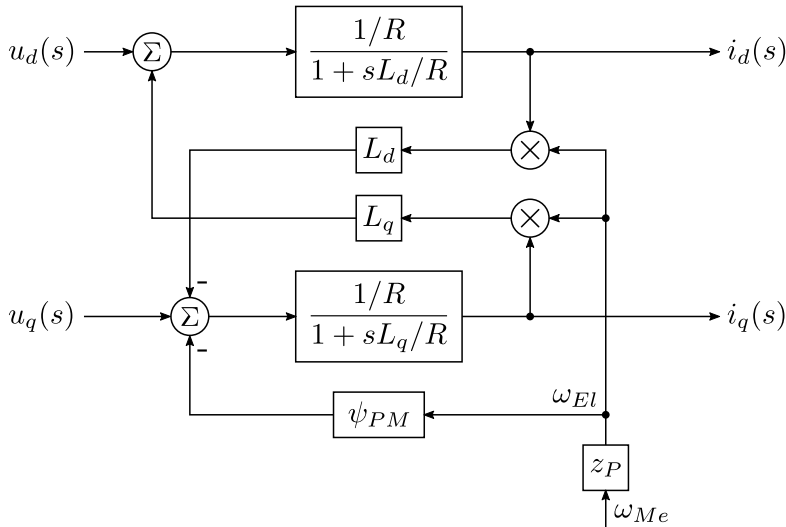 u_d(s)
Σ
1/R
1 + sL_d/R
i_d(s)
L_d
×
L_q
×
u_q(s)
-
Σ
-
1/R
1 + sL_q/R
i_q(s)
ψ_PM
ω_El
z_P
ω_Me